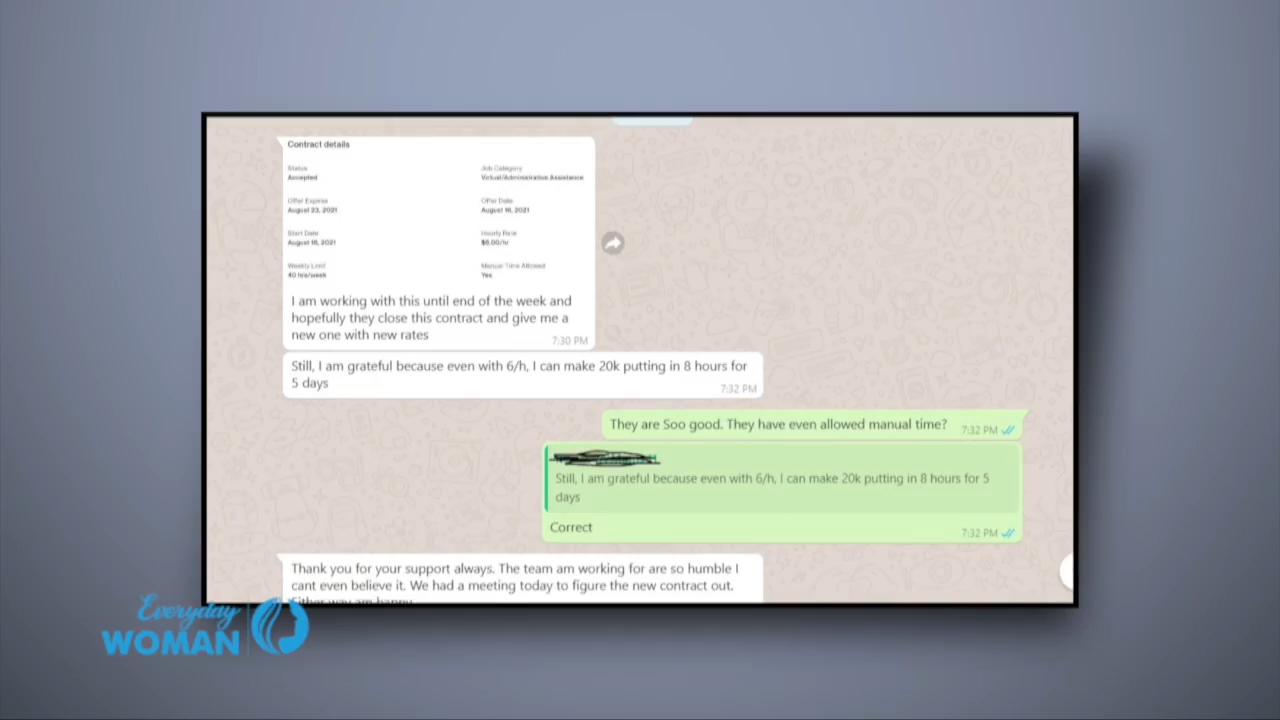 Contract details
Status
Job Category
Accepted
Virtual/Administrative Assistance
Offer Expires
Offer Date
August 23, 2021
August 16, 2021
Start Date
Hourly Rate
August 16, 2021
$6.00/hr
Weekly Limit
Manual Time Allowed
40 hrs/week
Yes
I am working with this until end of the week and
hopefully they close this contract and give me a
new one with new rates
7:30 PM
Still, I am grateful because even with 6/h, I can make 20k putting in 8 hours for
5 days
7:32 PM
They are Soo good. They have even allowed manual time?
7:32 PM
Still, I am grateful because even with 6/h, I can make 20k putting in 8 hours for 5
days
Correct
7:32 PM
Thank you for your support always. The team am working for are so humble I
cant even believe it. We had a meeting today to figure the new contract out.
Either way am happy
Everyday
WOMAN